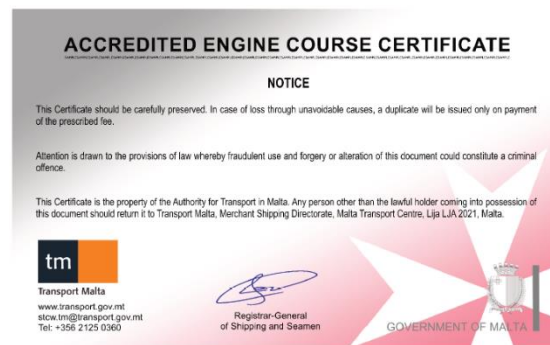 ACCREDITED ENGINE COURSE CERTIFICATE
NOTICE
This Certificate should be carefully preserved. In case of loss through unavoidable causes, a duplicate will be issued only on payment
of the prescribed fee.
Attention is drawn to the provisions of law whereby fraudulent use and forgery or alteration of this document could constitute a criminal
offence.
This Certificate is the property of the Authority for Transport in Malta. Any person other than the lawful holder coming into possession of
this document should return it to Transport Malta, Merchant Shipping Directorate, Malta Transport Centre, Lija LJA 2021, Malta.
tm
Transport Malta
www.transport.gov.mt
stcw.tm@transport.gov.mt
Tel: +356 2125 0360
Registrar-General
of Shipping and Seamen
GOVERNMENT OF MALTA